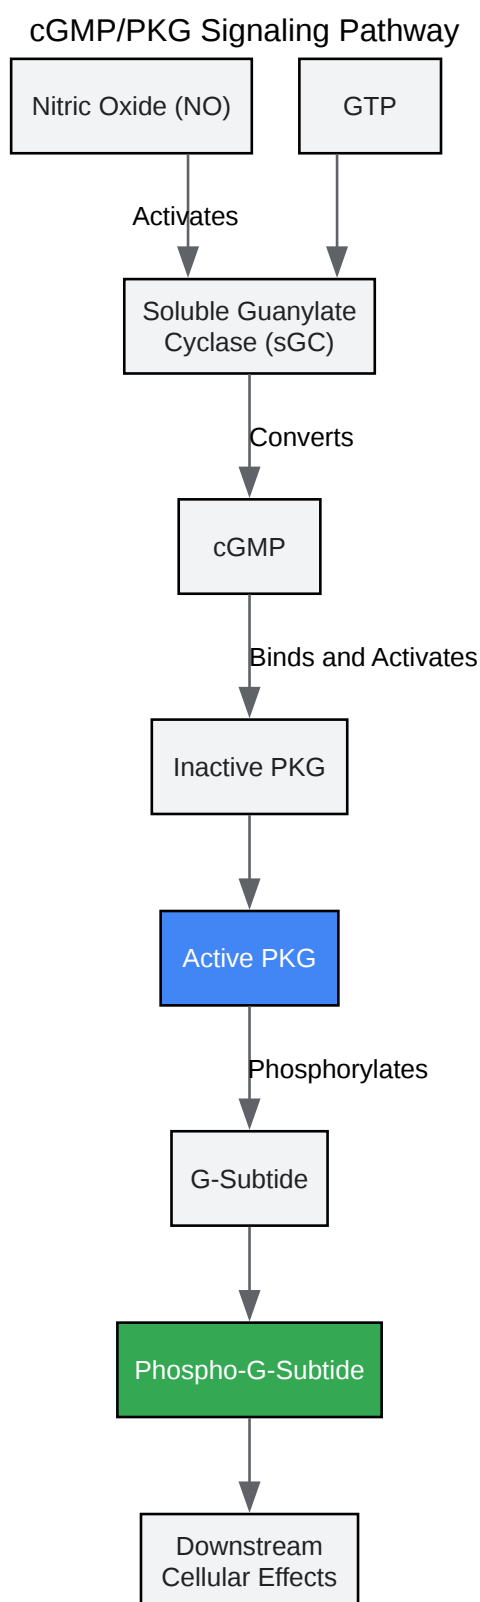 cGMP/PKG Signaling Pathway
Nitric Oxide (NO)
GTP
Activates
Soluble Guanylate
Cyclase (sGC)
Converts
cGMP
Binds and Activates
Inactive PKG
Active PKG
Phosphorylates
G-Subtide
Phospho-G-Subtide
Downstream
Cellular Effects